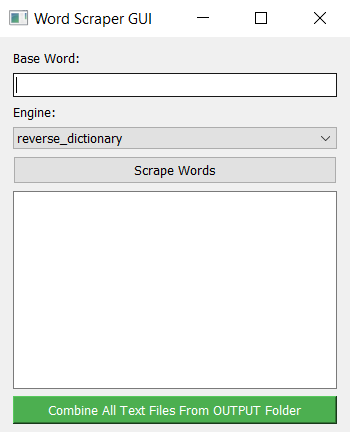 Word Scraper GUI
Base Word:
Engine:
reverse_dictionary
Scrape Words
Combine All Text Files From OUTPUT Folder